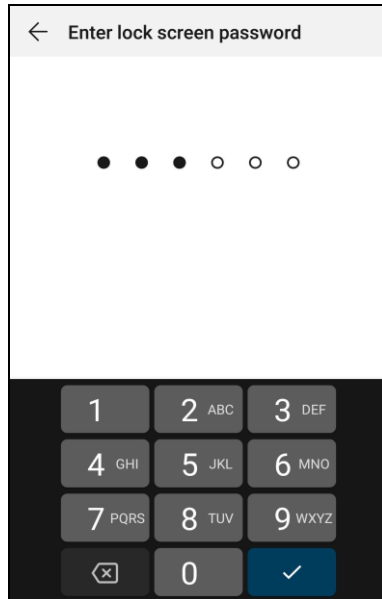 Enter lock screen password
1 2 ABC 3 DEF
4 GHI 5 JKL 6 MNO
7 PQRS 8 TUV 9 WXYZ
0